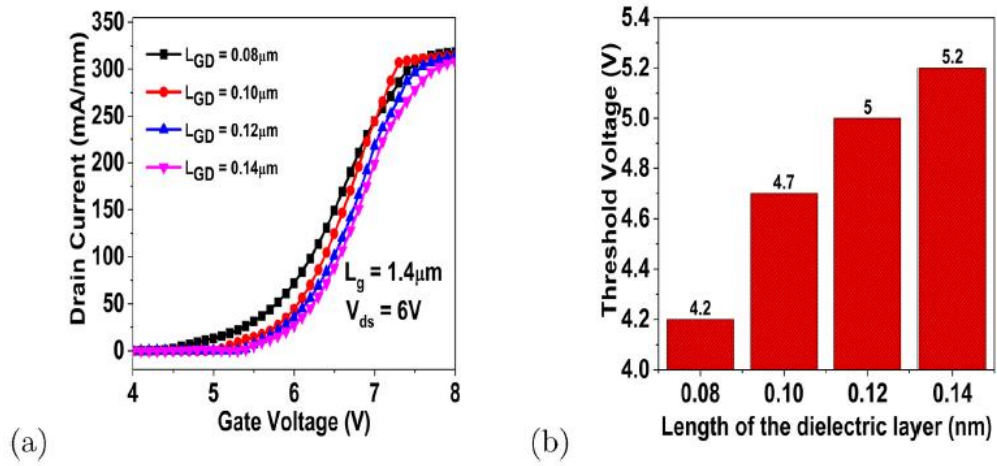 350
300
250
200
150
100
50
0
Drain Current (mA/mm)
L_GD = 0.08μm
L_GD = 0.10μm
L_GD = 0.12μm
L_GD = 0.14μm
L_g = 1.4μm
V_ds = 6V
4 5 6 7 8
Gate Voltage (V)
(a)
5.4
5.2
5.0
4.8
4.6
4.4
4.2
4.0
Threshold Voltage (V)
4.2
4.7
5
5.2
0.08 0.10 0.12 0.14
Length of the dielectric layer (nm)
(b)